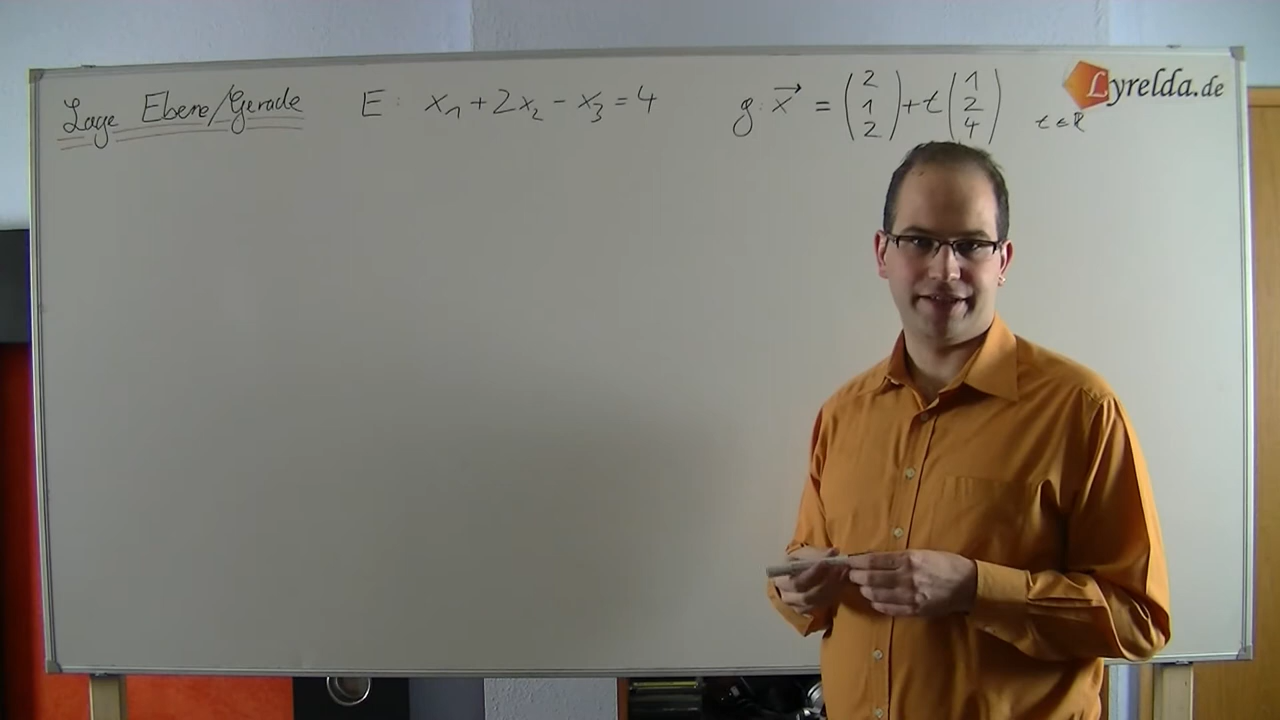 Lage Ebene/Gerade E: x₁ + 2x₂ - x₃ = 4 g: x⃗ = (2 1 2) + t (1 2 4) t ∈ ℝ
Lyrelda.de